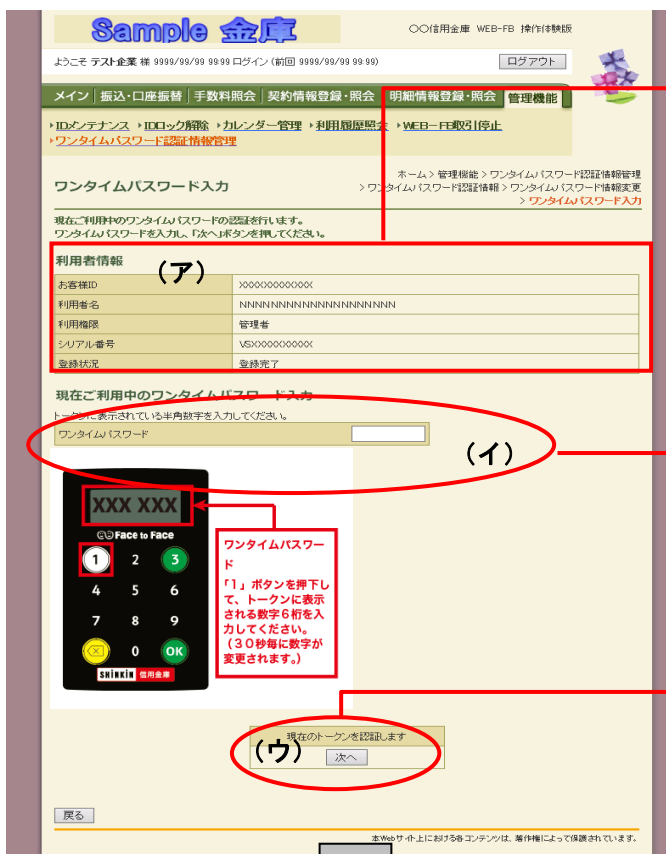 Sample 金庫
〇〇信用金庫 WEB-FB 操作体験版
ようこそ テスト企業 様 9999/99/99 99:99 ログイン (前回 9999/99/99 99:99)
ログアウト
メイン 振込・口座振替 手数料照会 契約情報登録・照会 明細情報登録・照会 管理機能
IDメンテナンス IDロック解除 カレンダー管理 利用履歴照会 WEB-FB取引停止
ワンタイムパスワード認証情報管理
ワンタイムパスワード入力
ホーム > 管理機能 > ワンタイムパスワード認証情報管理
> ワンタイムパスワード認証情報 > ワンタイムパスワード情報変更
> ワンタイムパスワード入力
現在ご利用中のワンタイムパスワードの認証を行います。
ワンタイムパスワードを入力し、「次へ」ボタンを押してください。
利用者情報
(ア)
お客様ID XXXXXXXXXXXXX
利用者名 NNNNNNNNNNNNNNNNNNNN
利用権限 管理者
シリアル番号 VSXXXXXXXXXX
登録状況 登録完了
現在ご利用中のワンタイムパスワード入力
トークンに表示されている半角数字を入力してください。
ワンタイムパスワード
(イ)
XXX XXX
Face to Face
1 2 3
4 5 6
7 8 9
0 OK
SHINKIN 信用金庫
ワンタイムパスワー
ド
「1」ボタンを押下し
て、トークンに表示
される数字6桁を入
力してください。
(30秒毎に数字が
変更されます。)
現在のトークンを認証します
(ウ)
次へ
戻る
本Webサイト上における各コンテンツは、著作権によって保護されています。